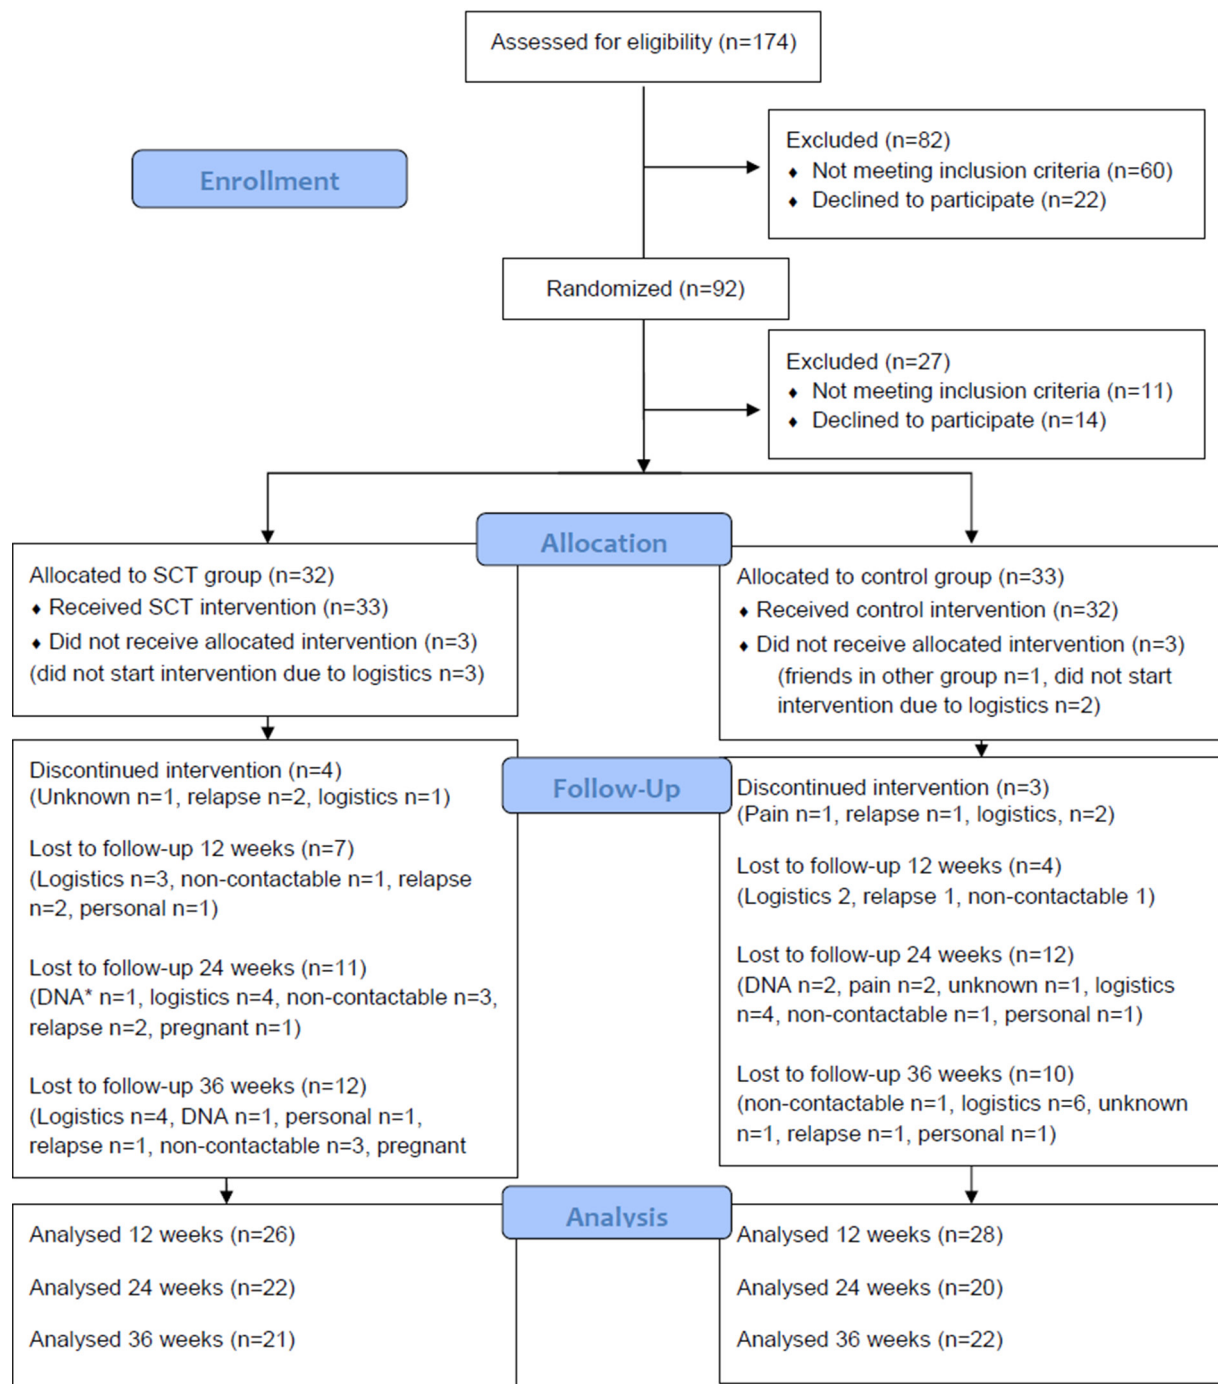 Assessed for eligibility (n=174)
Excluded (n=82)
♦ Not meeting inclusion criteria (n=60)
♦ Declined to participate (n=22)
Enrollment
Randomized (n=92)
Excluded (n=27)
♦ Not meeting inclusion criteria (n=11)
♦ Declined to participate (n=14)
Allocation
Allocated to SCT group (n=32)
♦ Received SCT intervention (n=33)
♦ Did not receive allocated intervention (n=3)
(did not start intervention due to logistics n=3)
Allocated to control group (n=33)
♦ Received control intervention (n=32)
♦ Did not receive allocated intervention (n=3)
(friends in other group n=1, did not start
intervention due to logistics n=2)
Follow-Up
Discontinued intervention (n=4)
(Unknown n=1, relapse n=2, logistics n=1)
Lost to follow-up 12 weeks (n=7)
(Logistics n=3, non-contactable n=1, relapse
n=2, personal n=1)
Lost to follow-up 24 weeks (n=11)
(DNA* n=1, logistics n=4, non-contactable n=3,
relapse n=2, pregnant n=1)
Lost to follow-up 36 weeks (n=12)
(Logistics n=4, DNA n=1, personal n=1,
relapse n=1, non-contactable n=3, pregnant
Discontinued intervention (n=3)
(Pain n=1, relapse n=1, logistics, n=2)
Lost to follow-up 12 weeks (n=4)
(Logistics 2, relapse 1, non-contactable 1)
Lost to follow-up 24 weeks (n=12)
(DNA n=2, pain n=2, unknown n=1, logistics
n=4, non-contactable n=1, personal n=1)
Lost to follow-up 36 weeks (n=10)
(non-contactable n=1, logistics n=6, unknown
n=1, relapse n=1, personal n=1)
Analysis
Analysed 12 weeks (n=26)
Analysed 24 weeks (n=22)
Analysed 36 weeks (n=21)
Analysed 12 weeks (n=28)
Analysed 24 weeks (n=20)
Analysed 36 weeks (n=22)